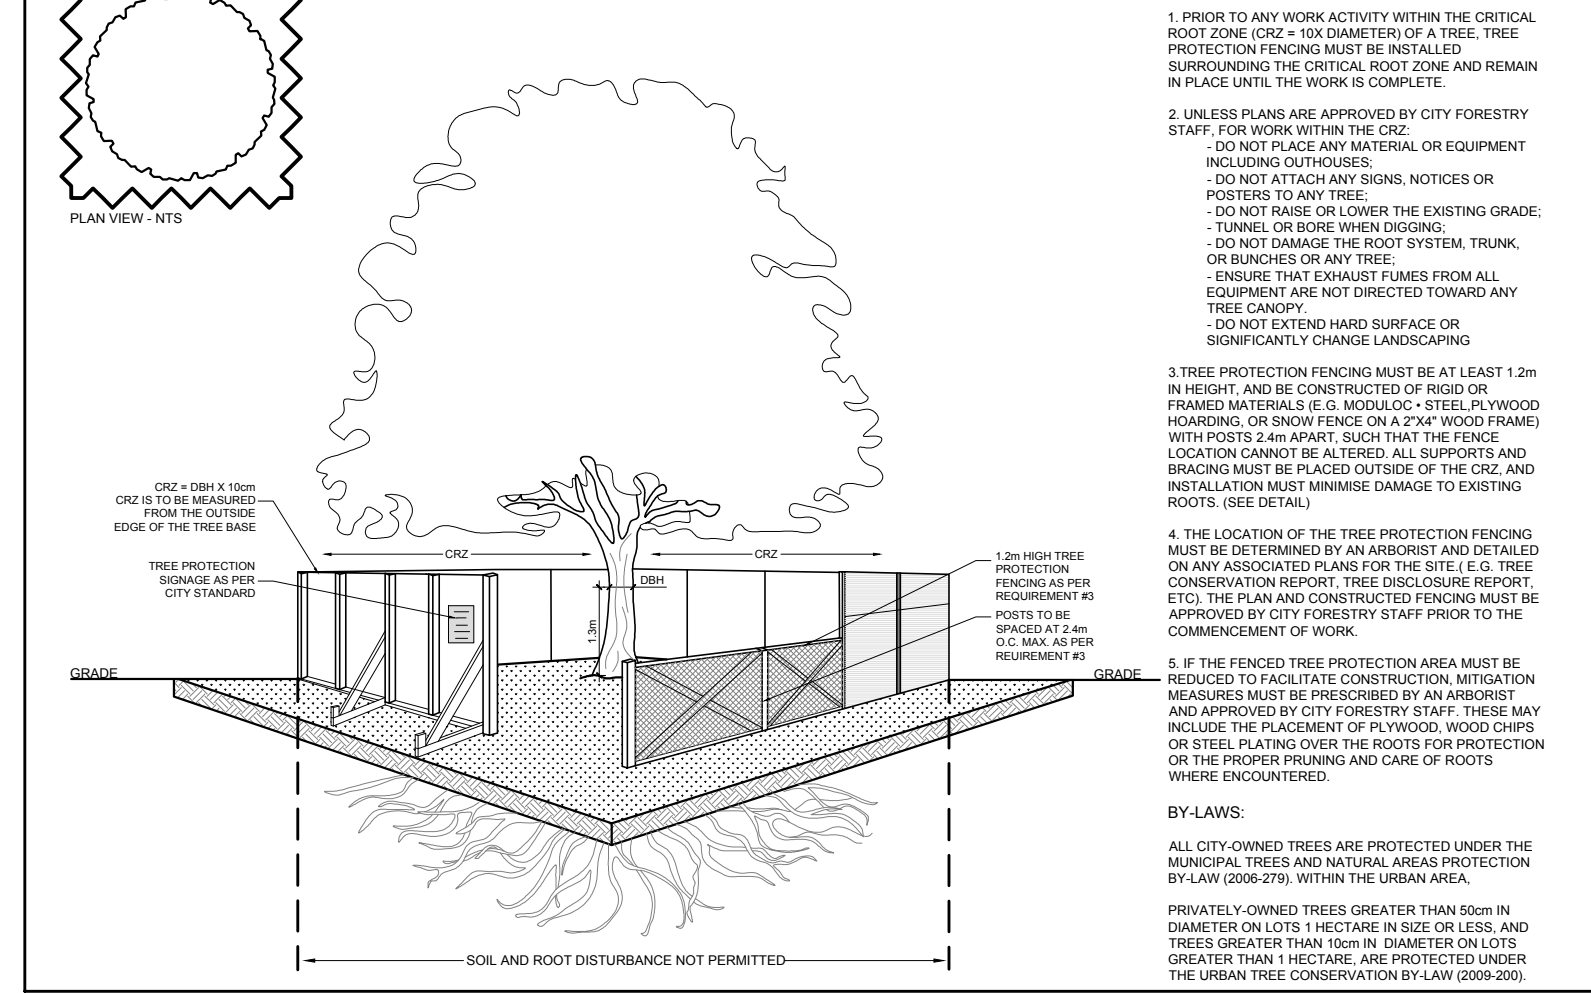 PLAN VIEW - NTS
CRZ = DBH X 10cm
CRZ IS TO BE MEASURED
FROM THE OUTSIDE
EDGE OF THE TREE BASE
TREE PROTECTION
SIGNAGE AS PER
CITY STANDARD
GRADE
CRZ
CRZ
DBH
1.3m
1.2m HIGH TREE
PROTECTION
FENCING AS PER
REQUIREMENT #3
POSTS TO BE
SPACED AT 2.4m
O.C. MAX. AS PER
REUIREMENT #3
GRADE
SOIL AND ROOT DISTURBANCE NOT PERMITTED
1. PRIOR TO ANY WORK ACTIVITY WITHIN THE CRITICAL
ROOT ZONE (CRZ = 10X DIAMETER) OF A TREE, TREE
PROTECTION FENCING MUST BE INSTALLED
SURROUNDING THE CRITICAL ROOT ZONE AND REMAIN
IN PLACE UNTIL THE WORK IS COMPLETE.
2. UNLESS PLANS ARE APPROVED BY CITY FORESTRY
STAFF, FOR WORK WITHIN THE CRZ:
- DO NOT PLACE ANY MATERIAL OR EQUIPMENT
INCLUDING OUTHOUSES;
- DO NOT ATTACH ANY SIGNS, NOTICES OR
POSTERS TO ANY TREE;
- DO NOT RAISE OR LOWER THE EXISTING GRADE;
- TUNNEL OR BORE WHEN DIGGING;
- DO NOT DAMAGE THE ROOT SYSTEM, TRUNK,
OR BUNCHES OR ANY TREE;
- ENSURE THAT EXHAUST FUMES FROM ALL
EQUIPMENT ARE NOT DIRECTED TOWARD ANY
TREE CANOPY.
- DO NOT EXTEND HARD SURFACE OR
SIGNIFICANTLY CHANGE LANDSCAPING
3.TREE PROTECTION FENCING MUST BE AT LEAST 1.2m
IN HEIGHT, AND BE CONSTRUCTED OF RIGID OR
FRAMED MATERIALS (E.G. MODULOC • STEEL,PLYWOOD
HOARDING, OR SNOW FENCE ON A 2"X4" WOOD FRAME)
WITH POSTS 2.4m APART, SUCH THAT THE FENCE
LOCATION CANNOT BE ALTERED. ALL SUPPORTS AND
BRACING MUST BE PLACED OUTSIDE OF THE CRZ, AND
INSTALLATION MUST MINIMISE DAMAGE TO EXISTING
ROOTS. (SEE DETAIL)
4. THE LOCATION OF THE TREE PROTECTION FENCING
MUST BE DETERMINED BY AN ARBORIST AND DETAILED
ON ANY ASSOCIATED PLANS FOR THE SITE.( E.G. TREE
CONSERVATION REPORT, TREE DISCLOSURE REPORT,
ETC). THE PLAN AND CONSTRUCTED FENCING MUST BE
APPROVED BY CITY FORESTRY STAFF PRIOR TO THE
COMMENCEMENT OF WORK.
5. IF THE FENCED TREE PROTECTION AREA MUST BE
REDUCED TO FACILITATE CONSTRUCTION, MITIGATION
MEASURES MUST BE PRESCRIBED BY AN ARBORIST
AND APPROVED BY CITY FORESTRY STAFF. THESE MAY
INCLUDE THE PLACEMENT OF PLYWOOD, WOOD CHIPS
OR STEEL PLATING OVER THE ROOTS FOR PROTECTION
OR THE PROPER PRUNING AND CARE OF ROOTS
WHERE ENCOUNTERED.
BY-LAWS:
ALL CITY-OWNED TREES ARE PROTECTED UNDER THE
MUNICIPAL TREES AND NATURAL AREAS PROTECTION
BY-LAW (2006-279). WITHIN THE URBAN AREA,
PRIVATELY-OWNED TREES GREATER THAN 50cm IN
DIAMETER ON LOTS 1 HECTARE IN SIZE OR LESS, AND
TREES GREATER THAN 10cm IN DIAMETER ON LOTS
GREATER THAN 1 HECTARE, ARE PROTECTED UNDER
THE URBAN TREE CONSERVATION BY-LAW (2009-200).